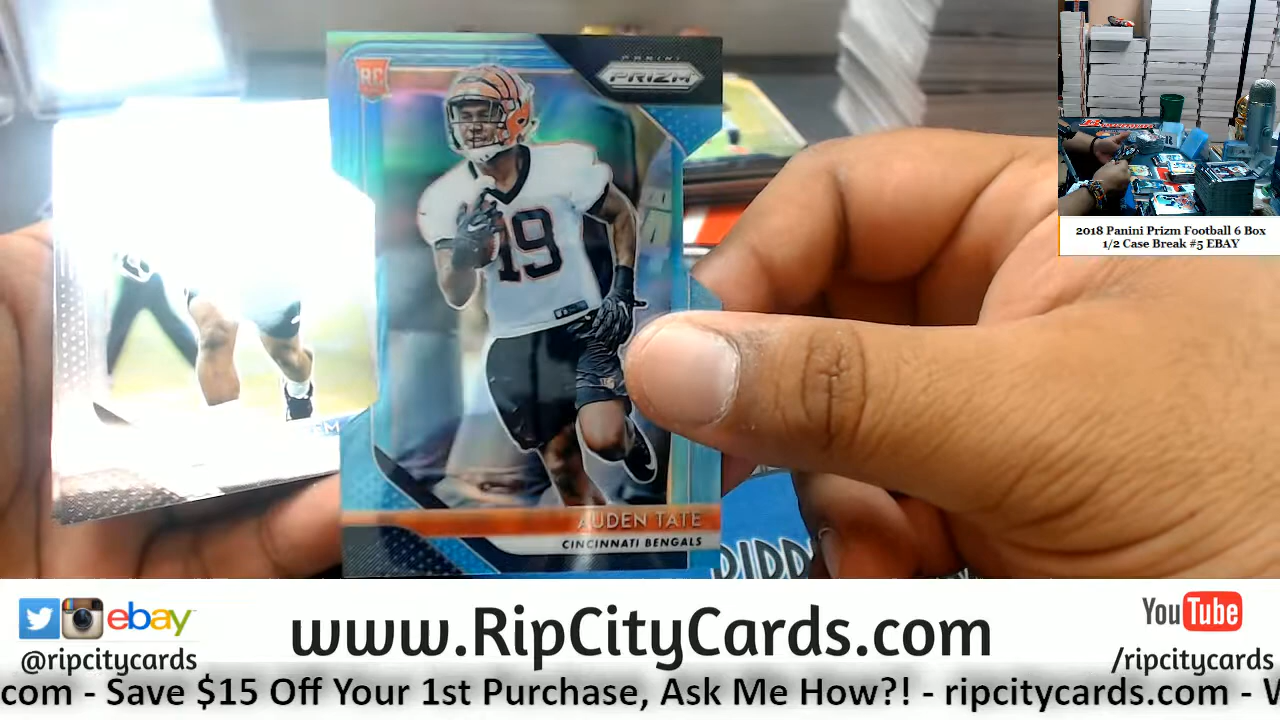 RC
PANINI
PRIZM
19
AUDEN TATE
CINCINNATI BENGALS
2018 Panini Prizm Football 6 Box
1/2 Case Break #5 EBAY
ebay
@ripcitycards
www.RipCityCards.com
YouTube
/ripcitycards
com - Save $15 Off Your 1st Purchase, Ask Me How?! - ripcitycards.com - W